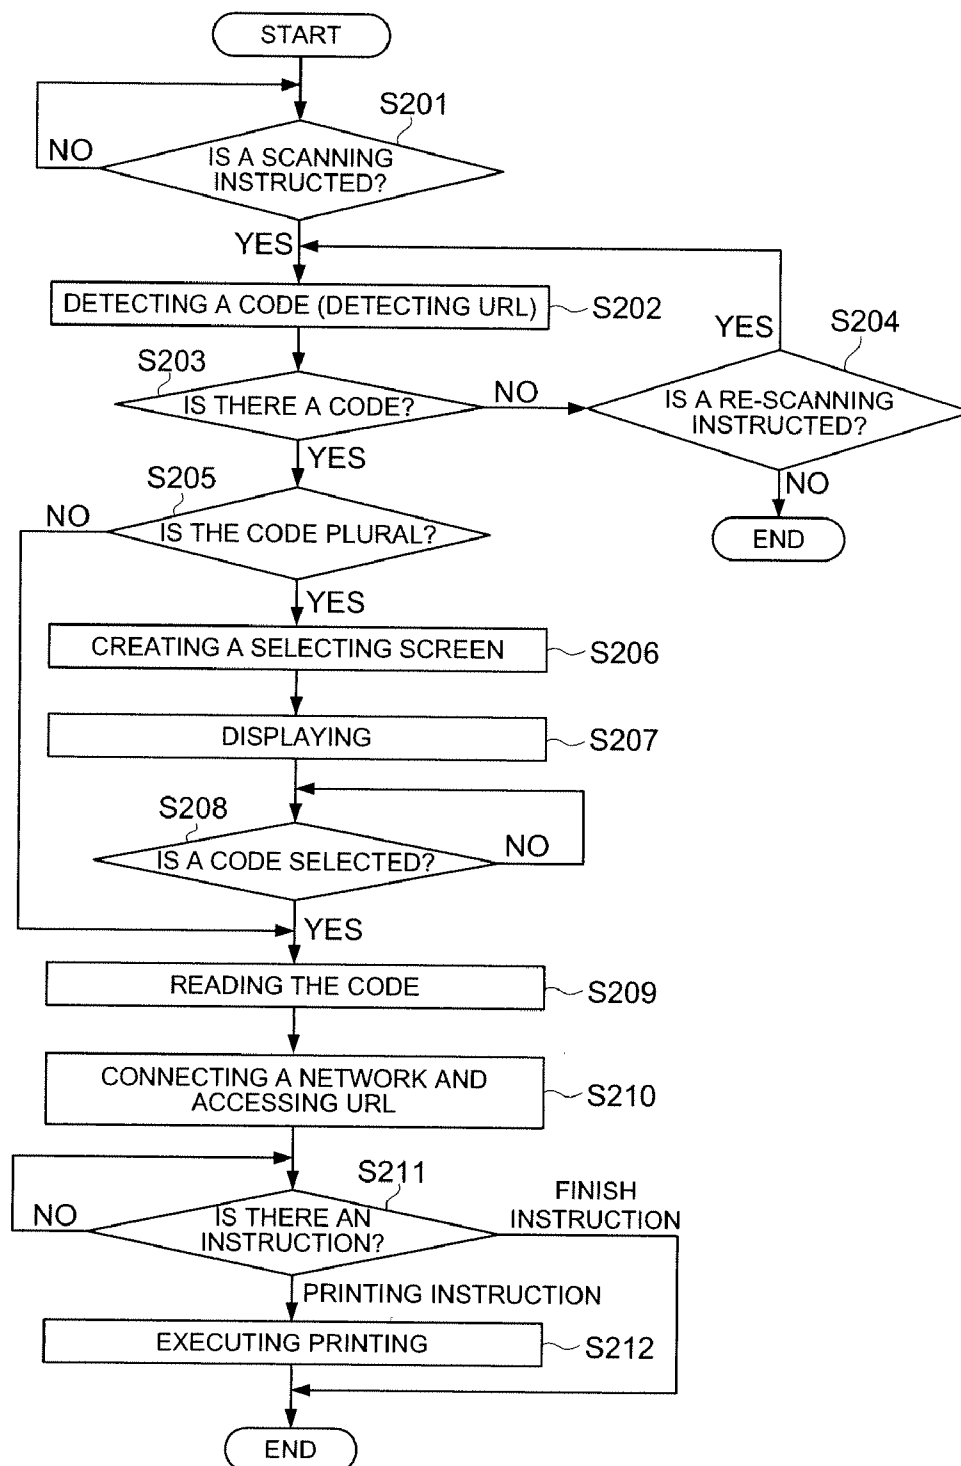 START
S201
NO
IS A SCANNING
INSTRUCTED?
YES
DETECTING A CODE (DETECTING URL)
S202
YES
S204
S203
IS THERE A CODE?
NO
IS A RE-SCANNING
INSTRUCTED?
YES
NO
S205
NO
IS THE CODE PLURAL?
END
YES
CREATING A SELECTING SCREEN
S206
DISPLAYING
S207
S208
IS A CODE SELECTED?
NO
YES
READING THE CODE
S209
CONNECTING A NETWORK AND
ACCESSING URL
S210
S211
NO
IS THERE AN
INSTRUCTION?
FINISH
INSTRUCTION
PRINTING INSTRUCTION
EXECUTING PRINTING
S212
END